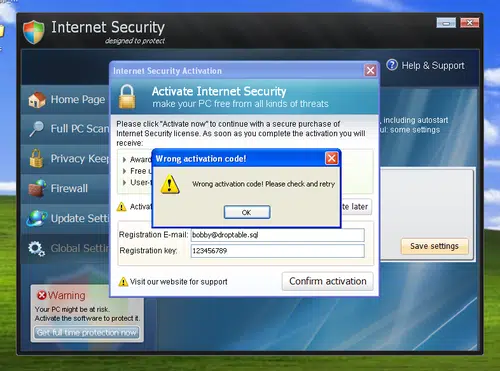 Internet Security
designed to protect
Help & Support
Internet Security Activation
Activate Internet Security
make your PC free from all kinds of threats
Home Page
Full PC Scan
Privacy Keep
Firewall
Update Setti
Global Setti
Please click "Activate now" to continue with a secure purchase of
Internet Security license. As soon as you complete the activation you will
receive:
Award
Free u
User-f
, including autostart
ful: some settings
Wrong activation code!
Wrong activation code! Please check and retry
OK
Activat
te later
Registration E-mail: bobby@droptable.sql
Registration key: 123456789
Save settings
Visit our website for support
Confirm activation
Warning
Your PC might be at risk.
Activate the software to protect it.
Get full time protection now